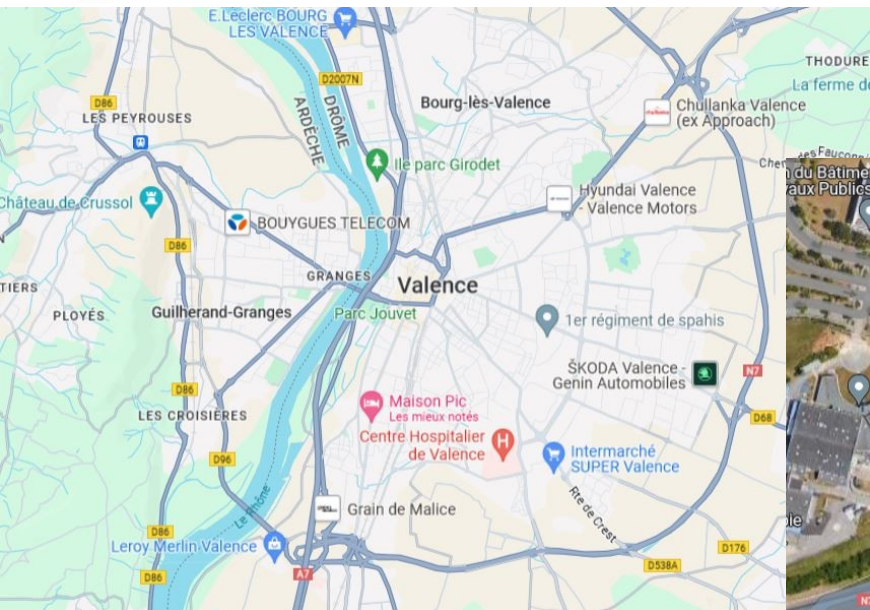 E.Leclerc BOURG
LES VALENCE
D2007N
D86
LES PEYROUSES
ARDÈCHE
DRÔME
Bourg-lès-Valence
THODURE
La ferme de
Chullanka Valence
(ex Approach)
Ile parc Girodet
des Fauconni
Château de Crussol
BOUYGUES TELECOM
Hyundai Valence
- Valence Motors
n du Bâtime
vaux Publics
D86
GRANGES
Valence
TIERS
PLOYÉS
Guilherand-Granges
Parc Jouvet
1er régiment de spahis
ŠKODA Valence -
Genin Automobiles
N7
D86
Maison Pic
Les mieux notés
LES CROISIÈRES
D68
Centre Hospitalier
de Valence
Intermarché
SUPER Valence
D96
Le Rhône
Grain de Malice
Rte de Crest
D86
Leroy Merlin Valence
D176
D538A
A7
D86
N7